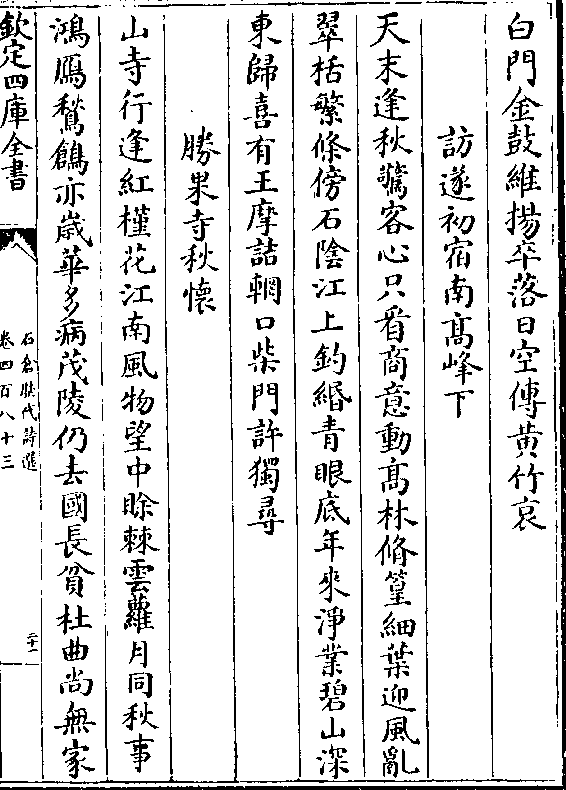 白門金鼓維揚卒落日空傳黄竹哀
訪遂初宿南髙峰下
天末逢秋驚客心只看商意動髙林脩篁細葉迎風亂
翠栝繁條傍石陰江上釣緡青眼底年來淨業碧山深
東歸喜有王摩詰輞口柴門許獨尋
勝果寺秋懷
山寺行逢紅槿花江南風物望中賖棘雲蘿月同秋事
鴻鴈鶖鶬亦歳華多病茂陵仍去國長貧杜曲尚無家
欽定四庫全書
石倉歴代詩選
卷四百八十三
二十一